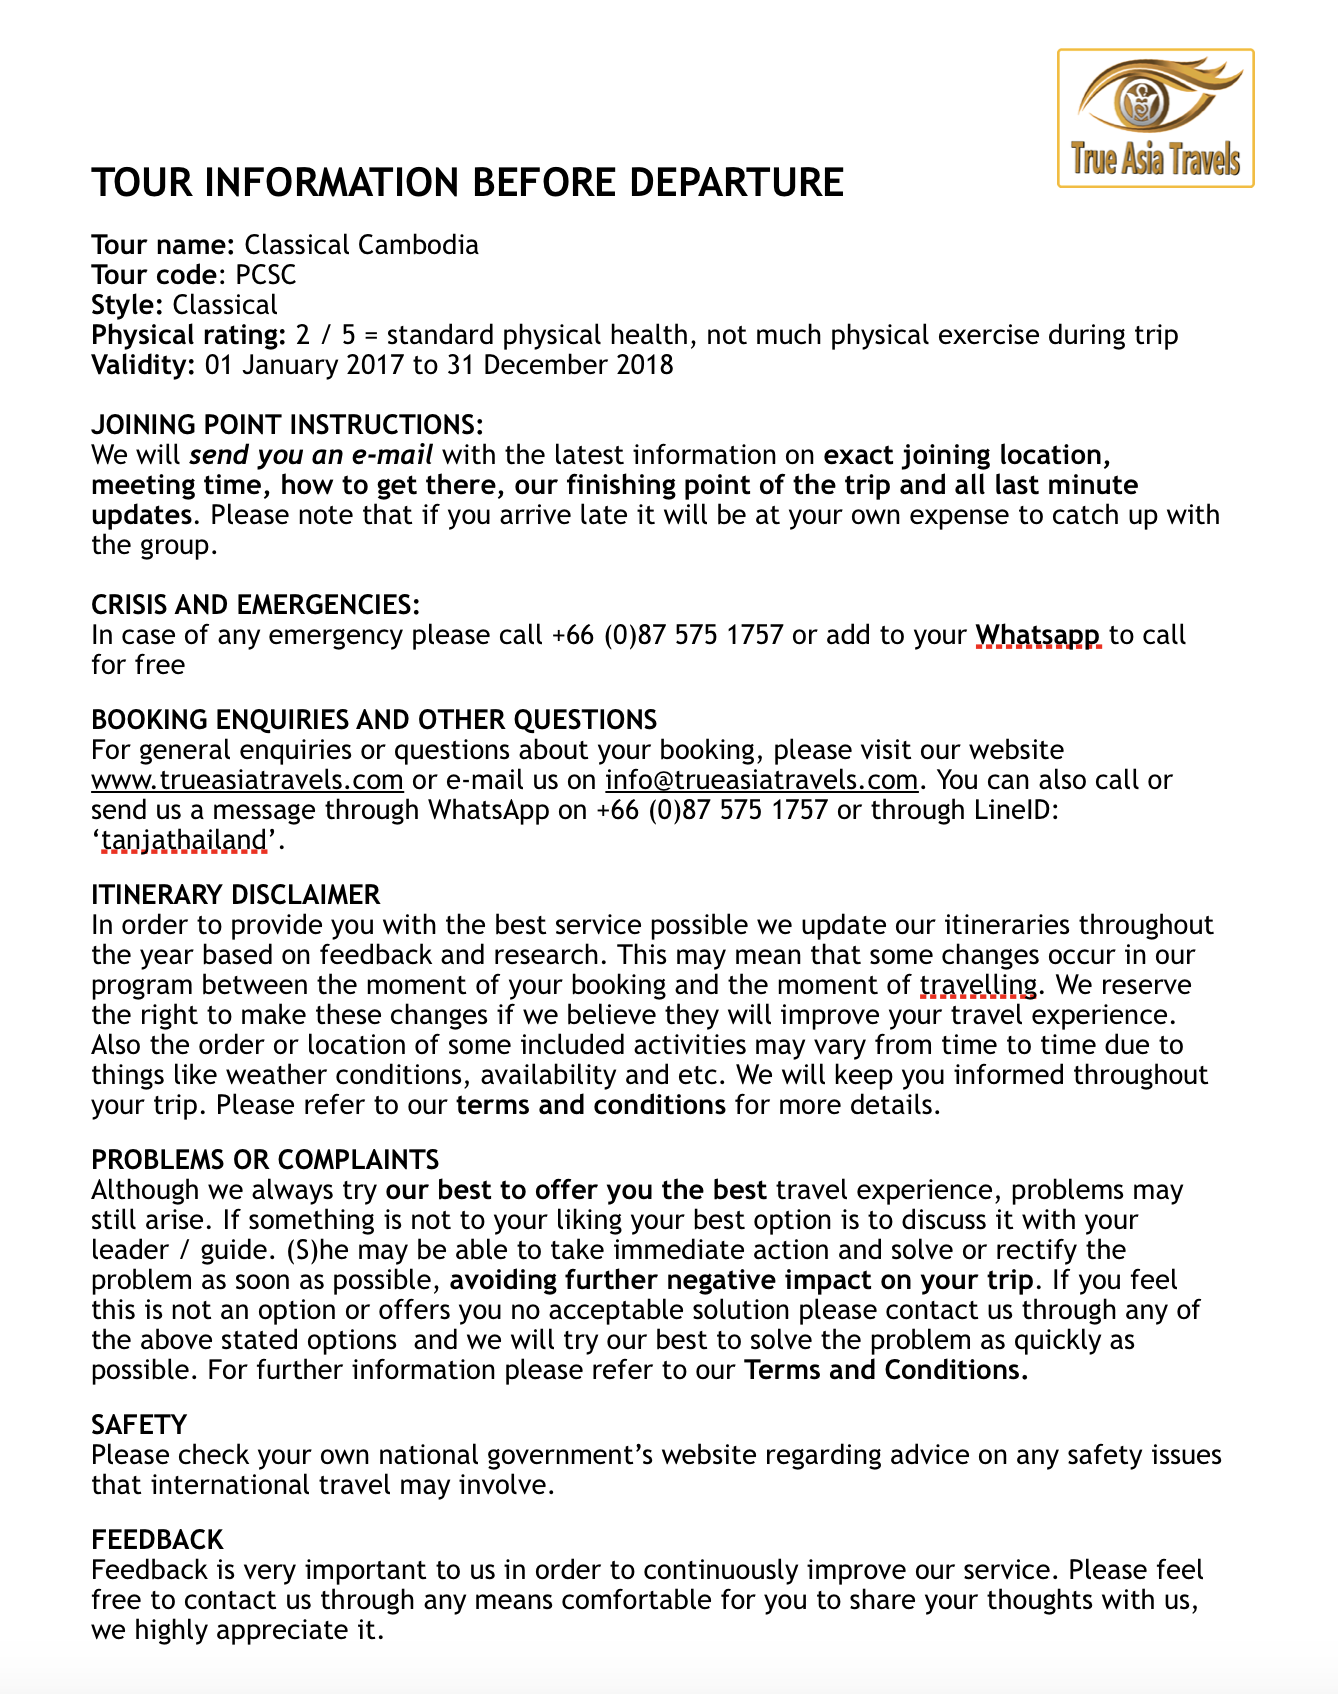 True Asia Travels
TOUR INFORMATION BEFORE DEPARTURE
Tour name: Classical Cambodia
Tour code: PCSC
Style: Classical
Physical rating: 2 / 5 = standard physical health, not much physical exercise during trip
Validity: 01 January 2017 to 31 December 2018
JOINING POINT INSTRUCTIONS:
We will send you an e-mail with the latest information on exact joining location,
meeting time, how to get there, our finishing point of the trip and all last minute
updates. Please note that if you arrive late it will be at your own expense to catch up with
the group.
CRISIS AND EMERGENCIES:
In case of any emergency please call +66 (0)87 575 1757 or add to your Whatsapp to call
for free
BOOKING ENQUIRIES AND OTHER QUESTIONS
For general enquiries or questions about your booking, please visit our website
www.trueasiatravels.com or e-mail us on info@trueasiatravels.com. You can also call or
send us a message through WhatsApp on +66 (0)87 575 1757 or through LineID:
‘tanjathailand’.
ITINERARY DISCLAIMER
In order to provide you with the best service possible we update our itineraries throughout
the year based on feedback and research. This may mean that some changes occur in our
program between the moment of your booking and the moment of travelling. We reserve
the right to make these changes if we believe they will improve your travel experience.
Also the order or location of some included activities may vary from time to time due to
things like weather conditions, availability and etc. We will keep you informed throughout
your trip. Please refer to our terms and conditions for more details.
PROBLEMS OR COMPLAINTS
Although we always try our best to offer you the best travel experience, problems may
still arise. If something is not to your liking your best option is to discuss it with your
leader / guide. (S)he may be able to take immediate action and solve or rectify the
problem as soon as possible, avoiding further negative impact on your trip. If you feel
this is not an option or offers you no acceptable solution please contact us through any of
the above stated options  and we will try our best to solve the problem as quickly as
possible. For further information please refer to our Terms and Conditions.
SAFETY
Please check your own national government’s website regarding advice on any safety issues
that international travel may involve.
FEEDBACK
Feedback is very important to us in order to continuously improve our service. Please feel
free to contact us through any means comfortable for you to share your thoughts with us,
we highly appreciate it.